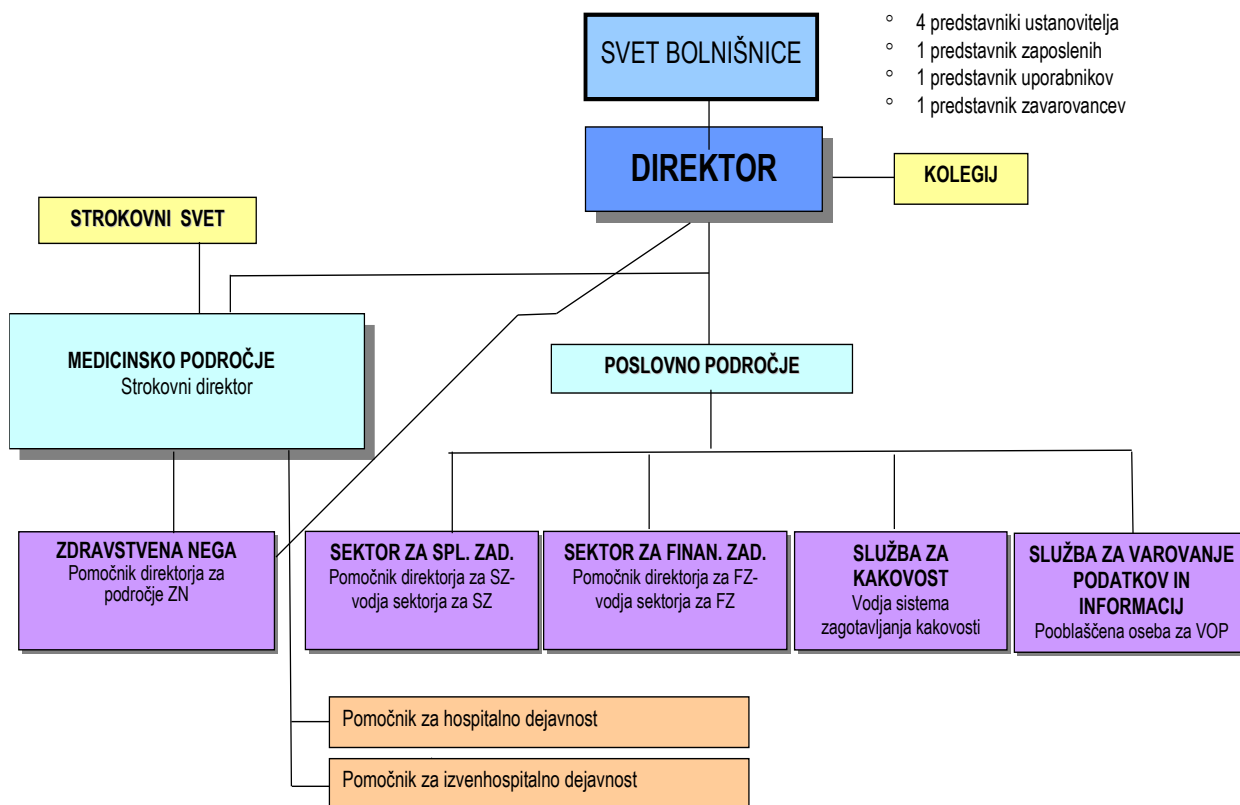 SVET BOLNIŠNICE
° 4 predstavniki ustanovitelja
° 1 predstavnik zaposlenih
° 1 predstavnik uporabnikov
° 1 predstavnik zavarovancev
DIREKTOR
KOLEGIJ
STROKOVNI SVET
MEDICINSKO PODROČJE
Strokovni direktor
POSLOVNO PODROČJE
ZDRAVSTVENA NEGA
Pomočnik direktorja za
področje ZN
SEKTOR ZA SPL. ZAD.
Pomočnik direktorja za SZ-
vodja sektorja za SZ
SEKTOR ZA FINAN. ZAD.
Pomočnik direktorja za FZ-
vodja sektorja za FZ
SLUŽBA ZA
KAKOVOST
Vodja sistema
zagotavljanja kakovosti
SLUŽBA ZA VAROVANJE
PODATKOV IN
INFORMACIJ
Pooblaščena oseba za VOP
Pomočnik za hospitalno dejavnost
Pomočnik za izvenhospitalno dejavnost